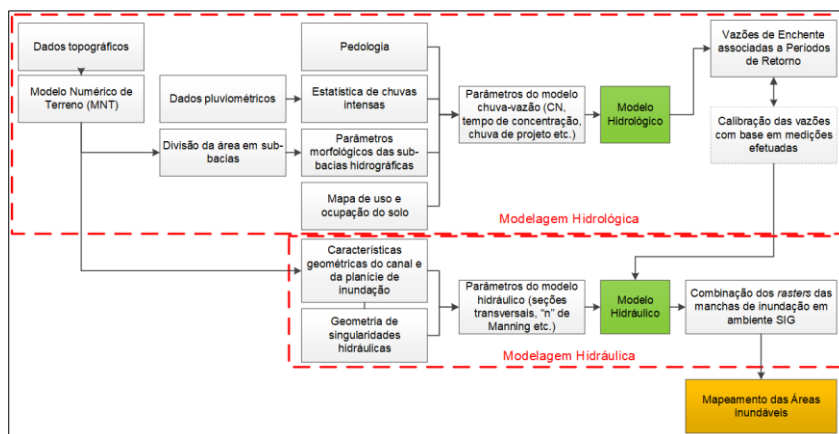 Dados topográficos
Modelo Numérico de
Terreno (MNT)
Dados pluviométricos
Divisão da área em sub-
bacias
Pedologia
Estatística de chuvas
intensas
Parâmetros
morfológicos das sub-
bacias hidrográficas
Mapa de uso e
ocupação do solo
Parâmetros do modelo
chuva-vazão (CN,
tempo de concentração,
chuva de projeto etc.)
Modelo
Hidrológico
Vazões de Enchente
associadas a Períodos
de Retorno
Calibração das vazões
com base em medições
efetuadas
Modelagem Hidrológica
Características
geométricas do canal e
da planície de
inundação
Geometria de
singularidades
hidráulicas
Parâmetros do modelo
hidráulico (seções
transversais, "n" de
Manning etc.)
Modelo
Hidráulico
Combinação dos rasters das
manchas de inundação em
ambiente SIG
Modelagem Hidráulica
Mapeamento das Áreas
inundáveis